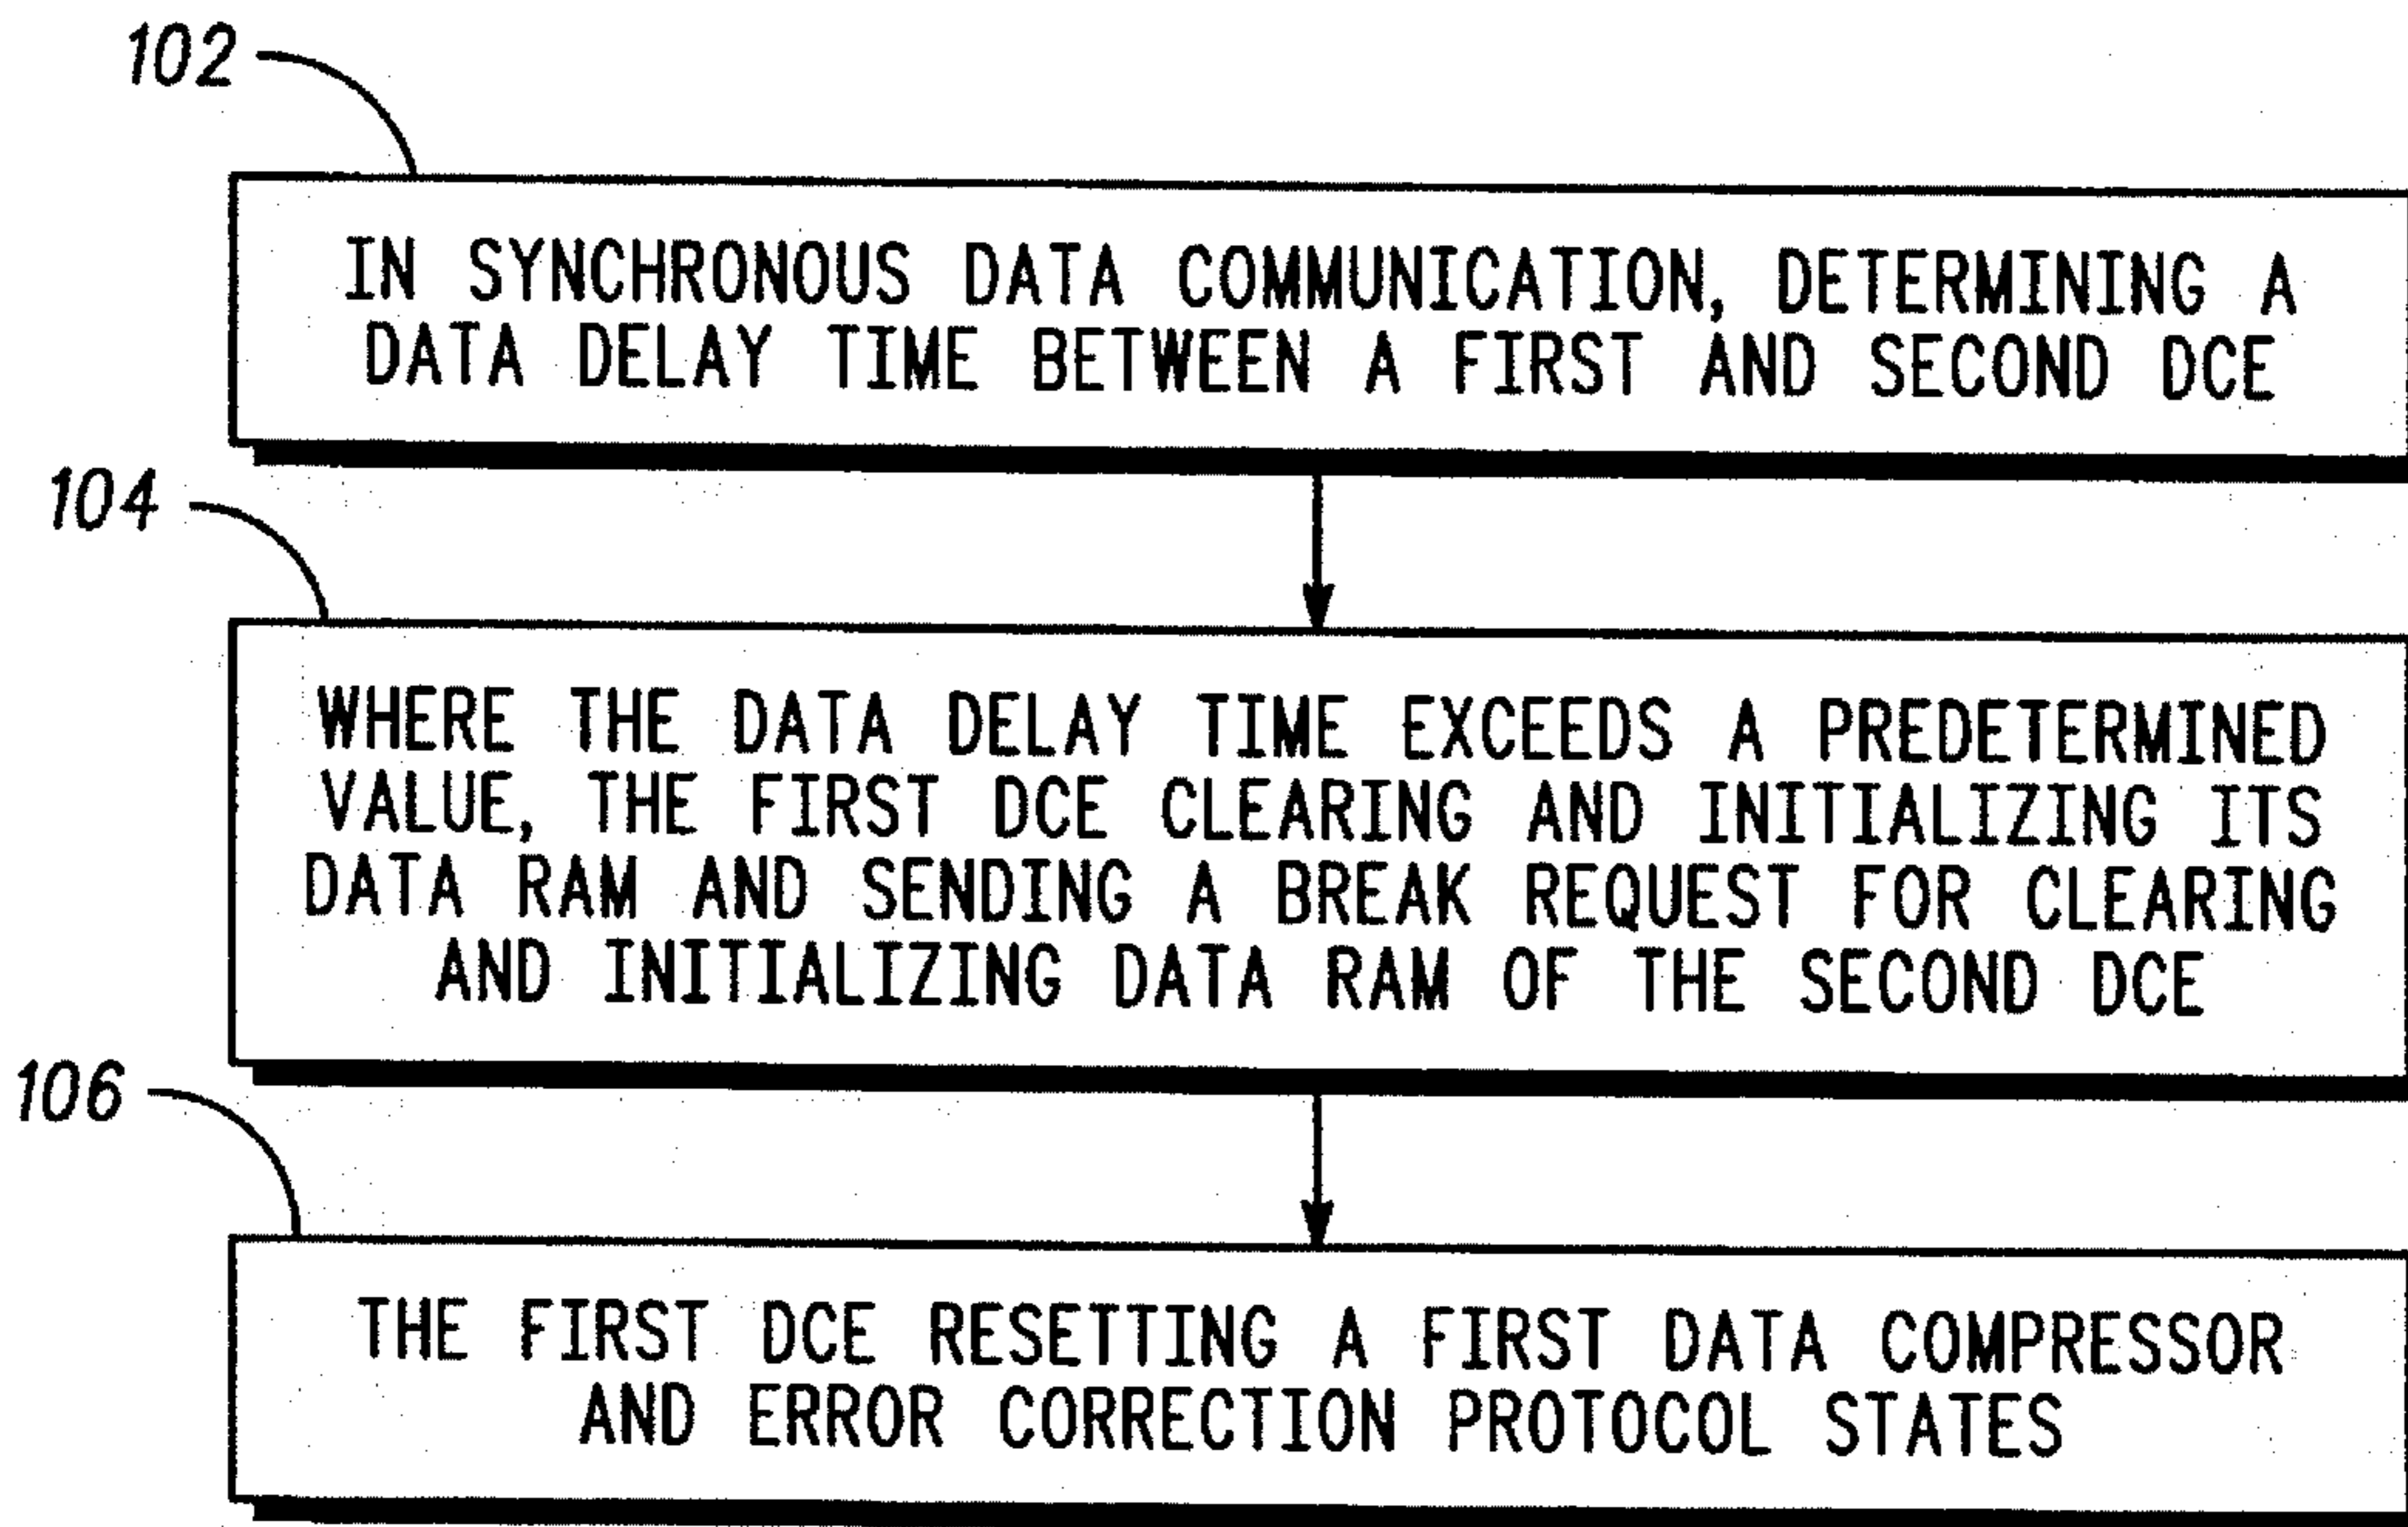 102
IN SYNCHRONOUS DATA COMMUNICATION, DETERMINING A
DATA DELAY TIME BETWEEN A FIRST AND SECOND DCE
104
WHERE THE DATA DELAY TIME EXCEEDS A PREDETERMINED
VALUE, THE FIRST DCE CLEARING AND INITIALIZING ITS
DATA RAM AND SENDING A BREAK REQUEST FOR CLEARING
AND INITIALIZING DATA RAM OF THE SECOND DCE
106
THE FIRST DCE RESETTING A FIRST DATA COMPRESSOR
AND ERROR CORRECTION PROTOCOL STATES